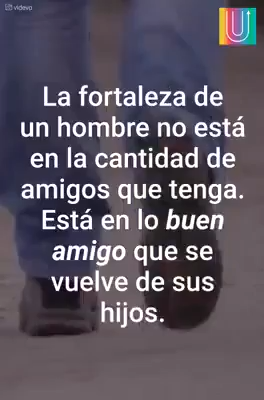 videvo
U
La fortaleza de
un hombre no está
en la cantidad de
amigos que tenga.
Está en lo buen
amigo que se
vuelve de sus
hijos.